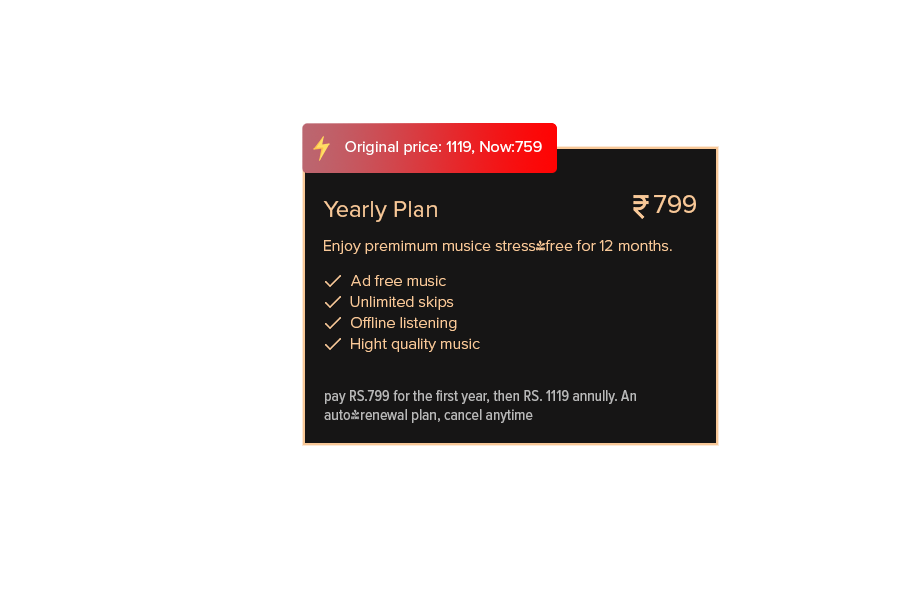 Original price: 1119, Now:759
Yearly Plan
₹ 799
Enjoy premimum musice stress free for 12 months.
Ad free music
Unlimited skips
Offline listening
Hight quality music
pay RS.799 for the first year, then RS. 1119 annully. An
auto renewal plan, cancel anytime